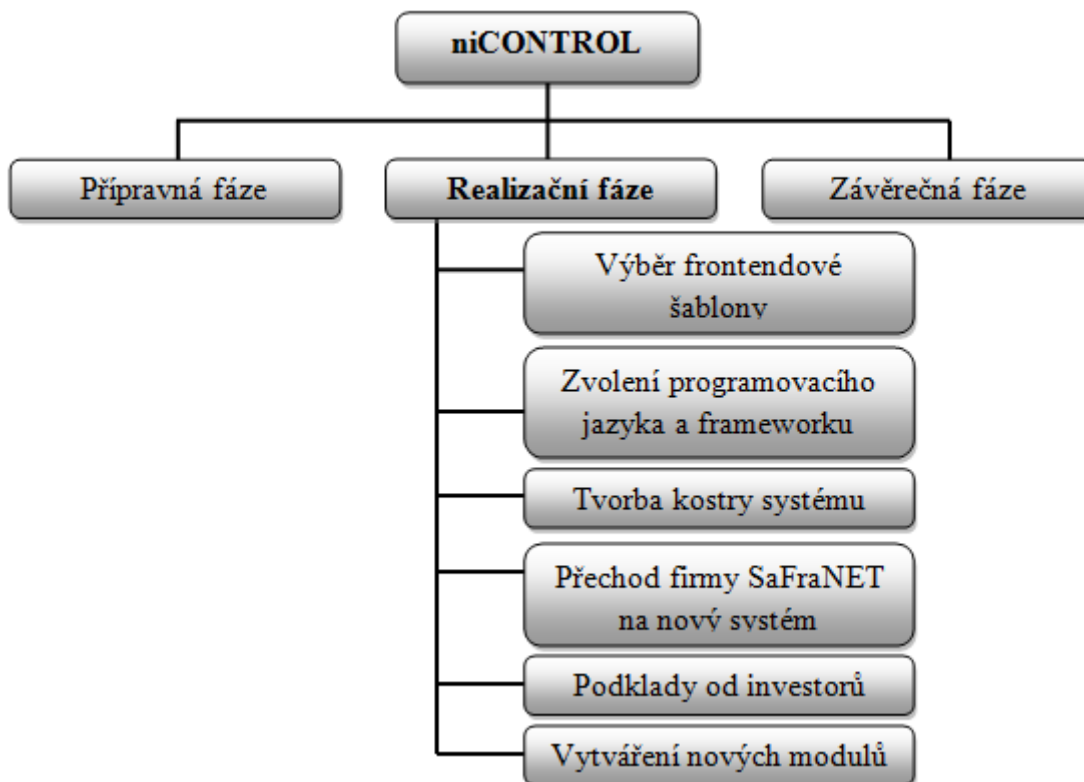 niCONTROL
Přípravná fáze
Realizační fáze
Závěrečná fáze
Výběr frontendové
šablony
Zvolení programovacího
jazyka a frameworku
Tvorba kostry systému
Přechod firmy SaFraNET
na nový systém
Podklady od investorů
Vytváření nových modulů